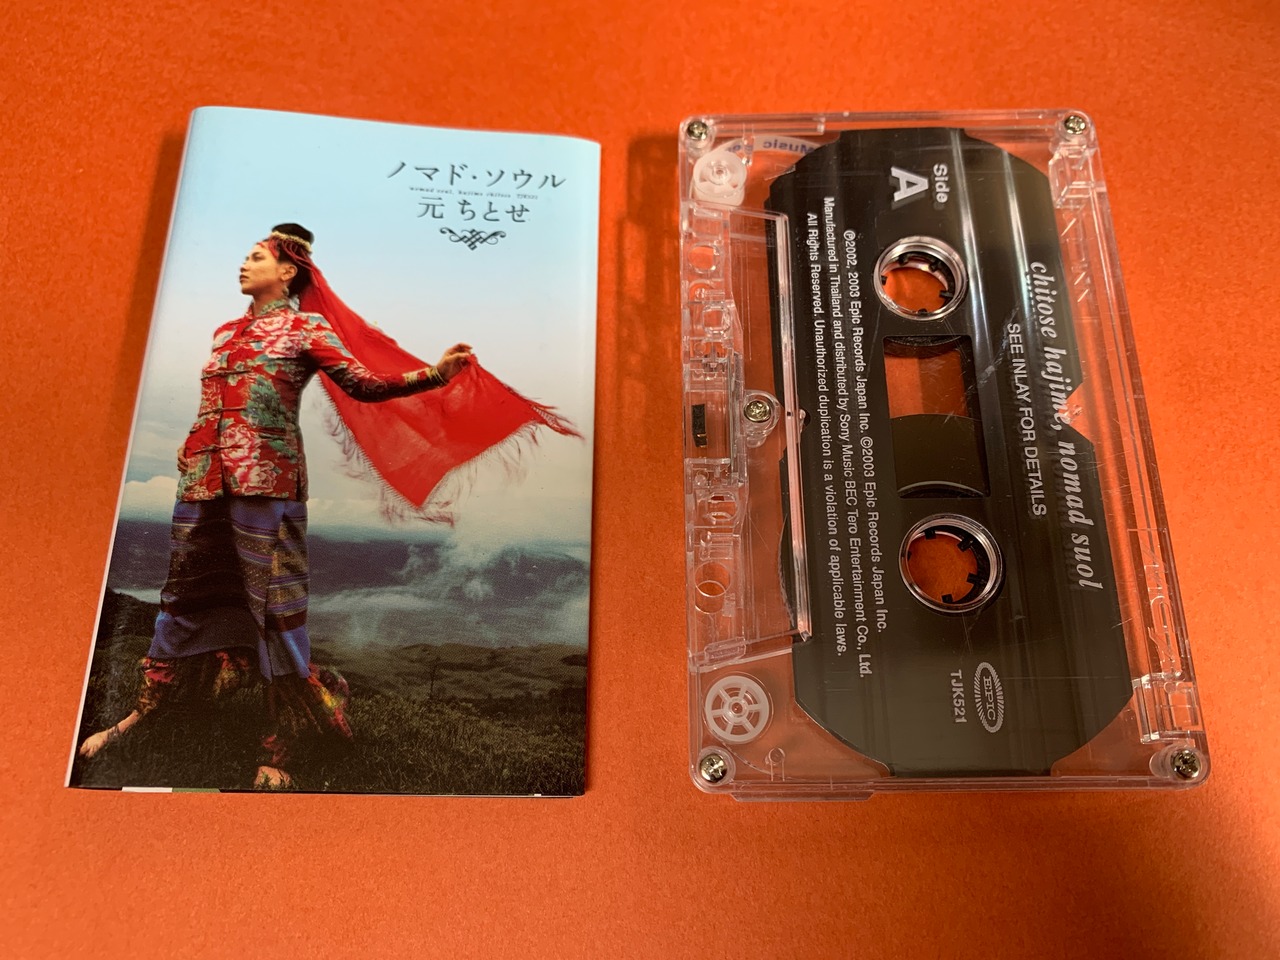 ノマド・ソウル
nomad soul, hajime chitose TJK521
元 ちとせ
Side
A
chitose hajime, nomad suol
SEE INLAY FOR DETAILS
℗2002, 2003 Epic Records Japan Inc. ©2003 Epic Records Japan Inc.
Manufactured in Thailand and distributed by Sony Music BEC Tero Entertainment Co., Ltd.
All Rights Reserved. Unauthorized duplication is a violation of applicable laws.
EPIC
TJK521
Music